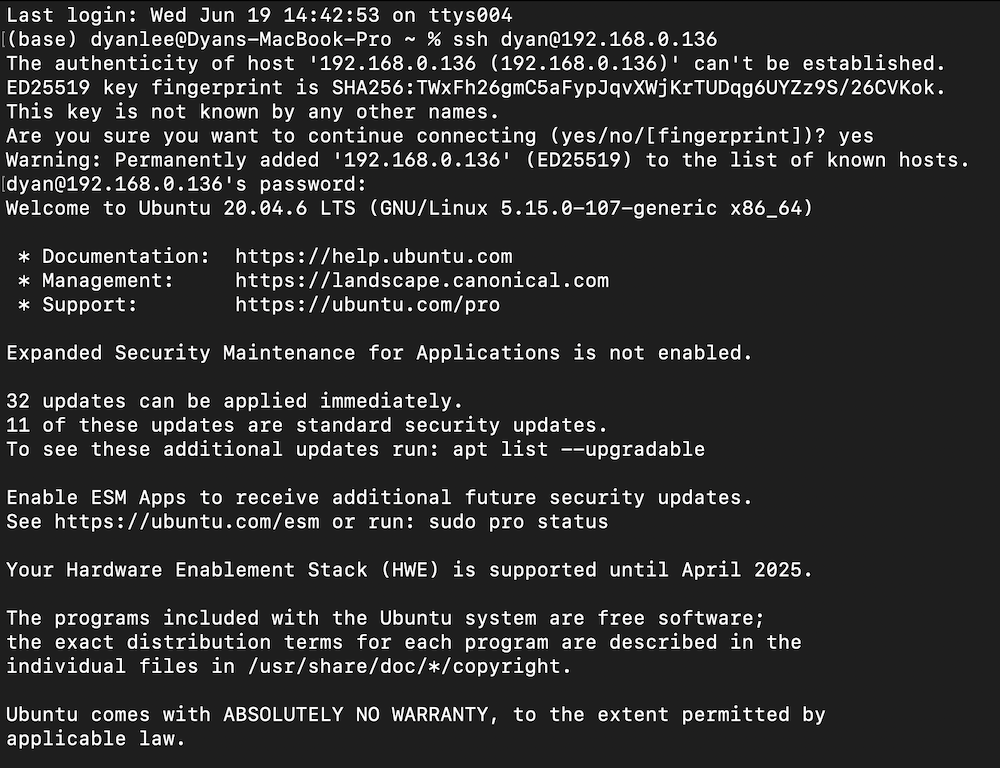 Last login: Wed Jun 19 14:42:53 on ttys004
[(base) dyanlee@Dyans-MacBook-Pro ~ % ssh dyan@192.168.0.136
The authenticity of host '192.168.0.136 (192.168.0.136)' can't be established.
ED25519 key fingerprint is SHA256:TWxFh26gmC5aFypJqvXWjKrTUDqg6UYZz9S/26CVKok.
This key is not known by any other names.
Are you sure you want to continue connecting (yes/no/[fingerprint])? yes
Warning: Permanently added '192.168.0.136' (ED25519) to the list of known hosts.
[dyan@192.168.0.136's password:
Welcome to Ubuntu 20.04.6 LTS (GNU/Linux 5.15.0-107-generic x86_64)

 * Documentation:  https://help.ubuntu.com
 * Management:     https://landscape.canonical.com
 * Support:        https://ubuntu.com/pro

Expanded Security Maintenance for Applications is not enabled.

32 updates can be applied immediately.
11 of these updates are standard security updates.
To see these additional updates run: apt list --upgradable

Enable ESM Apps to receive additional future security updates.
See https://ubuntu.com/esm or run: sudo pro status

Your Hardware Enablement Stack (HWE) is supported until April 2025.

The programs included with the Ubuntu system are free software;
the exact distribution terms for each program are described in the
individual files in /usr/share/doc/*/copyright.

Ubuntu comes with ABSOLUTELY NO WARRANTY, to the extent permitted by
applicable law.